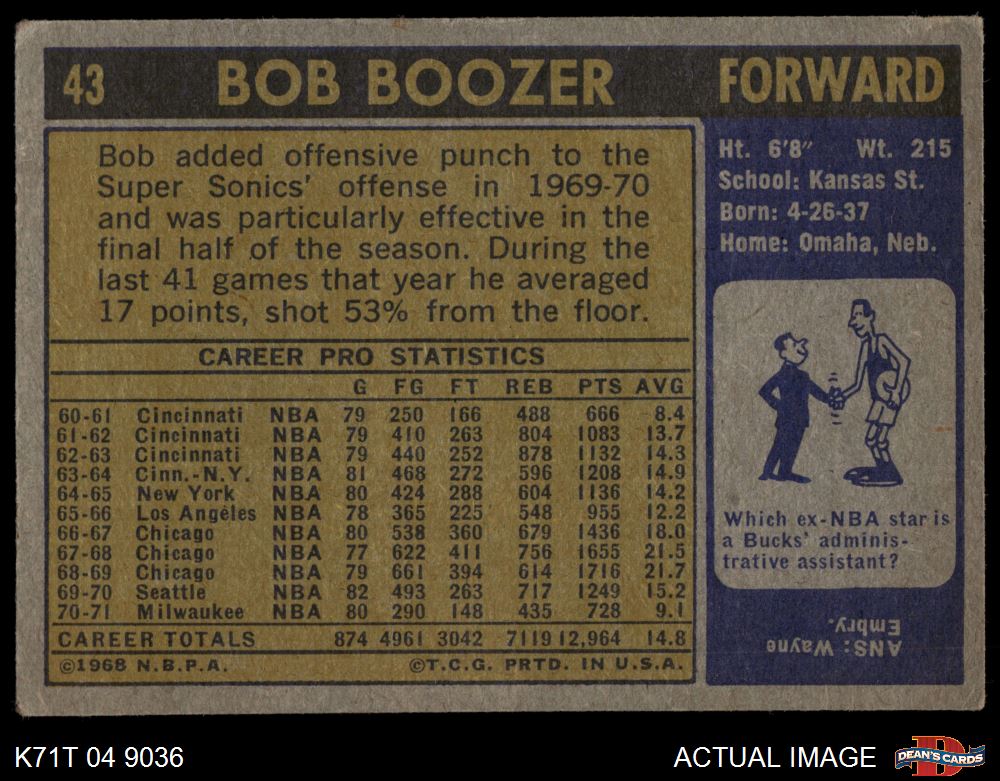 43 BOB BOOZER FORWARD
Bob added offensive punch to the
Super Sonics' offense in 1969-70
and was particularly effective in the
final half of the season. During the
last 41 games that year he averaged
17 points, shot 53% from the floor.
CAREER PRO STATISTICS
G FG FT REB PTS AVG
60-61 Cincinnati NBA 79 250 166 488 666 8.4
61-62 Cincinnati NBA 79 410 263 804 1083 13.7
62-63 Cincinnati NBA 79 440 252 878 1132 14.3
63-64 Cinn.-N.Y. NBA 81 468 272 596 1208 14.9
64-65 New York NBA 80 424 288 604 1136 14.2
65-66 Los Angeles NBA 78 365 225 548 955 12.2
66-67 Chicago NBA 80 538 360 679 1436 18.0
67-68 Chicago NBA 77 622 411 756 1655 21.5
68-69 Chicago NBA 79 661 394 614 1716 21.7
69-70 Seattle NBA 82 493 263 717 1249 15.2
70-71 Milwaukee NBA 80 290 148 435 728 9.1
CAREER TOTALS 874 4961 3042 7119 12,964 14.8
©1968 N.B.P.A. ©T.C.G. PRTD. IN U.S.A.
Ht. 6'8" Wt. 215
School: Kansas St.
Born: 4-26-37
Home: Omaha, Neb.
Which ex-NBA star is
a Bucks' adminis-
trative assistant?
ANS: Wayne
Embry.
K71T 04 9036 ACTUAL IMAGE
D
DEAN'S CARDS